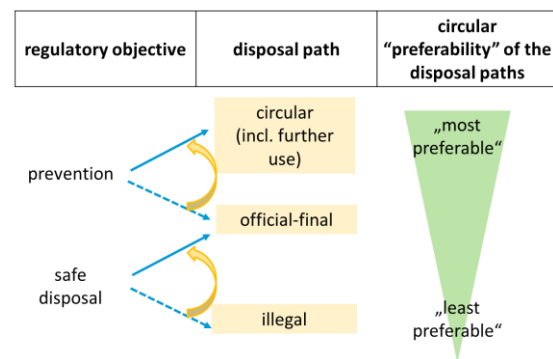 regulatory objective
disposal path
circular
“preferability” of the
disposal paths
circular
(incl. further
use)
„most
preferable“
prevention
official-final
safe
disposal
illegal
„least
preferable“